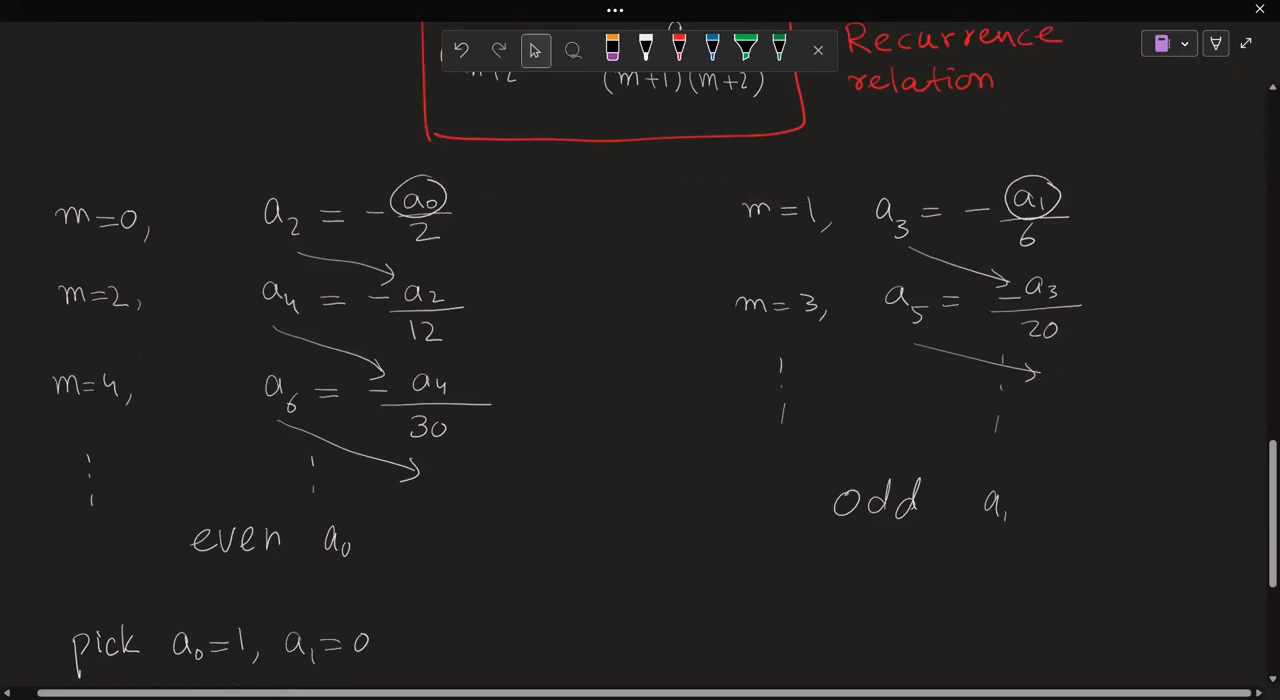 Recurrence
relation
(m+1)(m+2)
m=0, a₂ = -a₀/2
m=2, a₄ = -a₂/12
m=4, a₆ = -a₄/30
even a₀
m=1, a₃ = -a₁/6
m=3, a₅ = -a₃/20
odd a₁
pick a₀=1, a₁=0